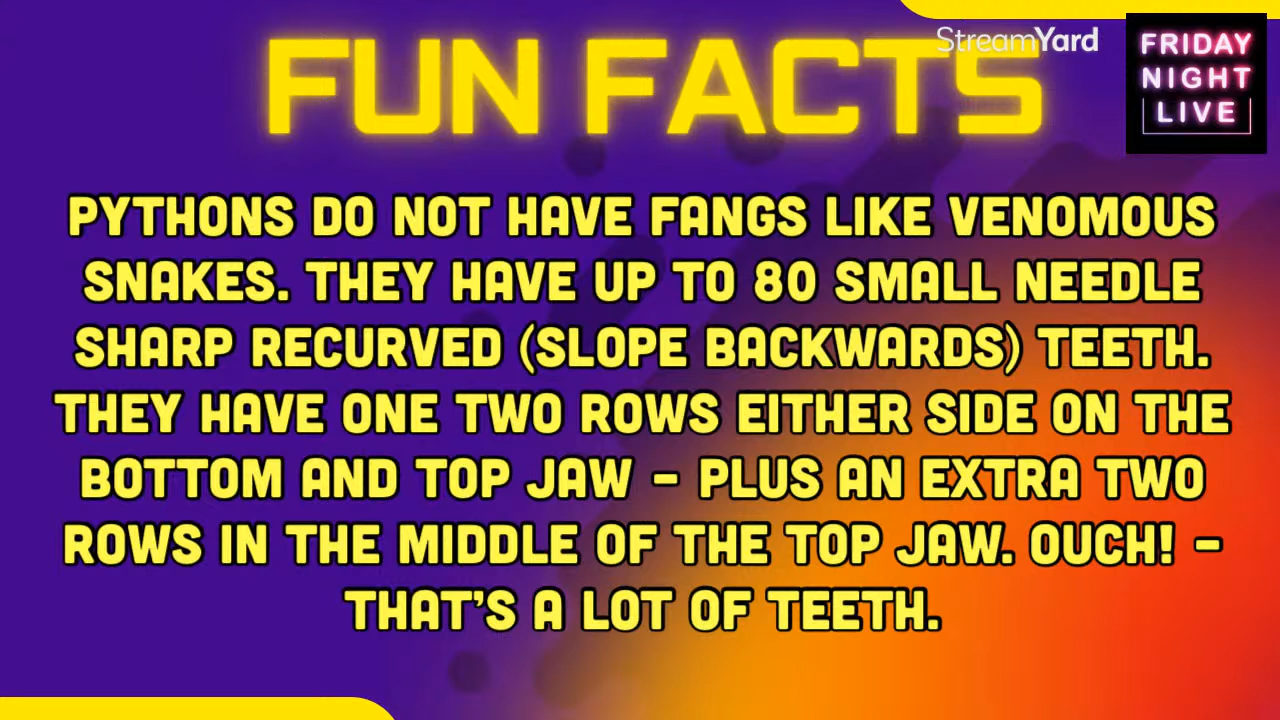 FUN FACTS
StreamYard
FRIDAY
NIGHT
LIVE
PYTHONS DO NOT HAVE FANGS LIKE VENOMOUS
SNAKES. THEY HAVE UP TO 80 SMALL NEEDLE
SHARP RECURVED (SLOPE BACKWARDS) TEETH.
THEY HAVE ONE TWO ROWS EITHER SIDE ON THE
BOTTOM AND TOP JAW – PLUS AN EXTRA TWO
ROWS IN THE MIDDLE OF THE TOP JAW. OUCH! –
THAT'S A LOT OF TEETH.